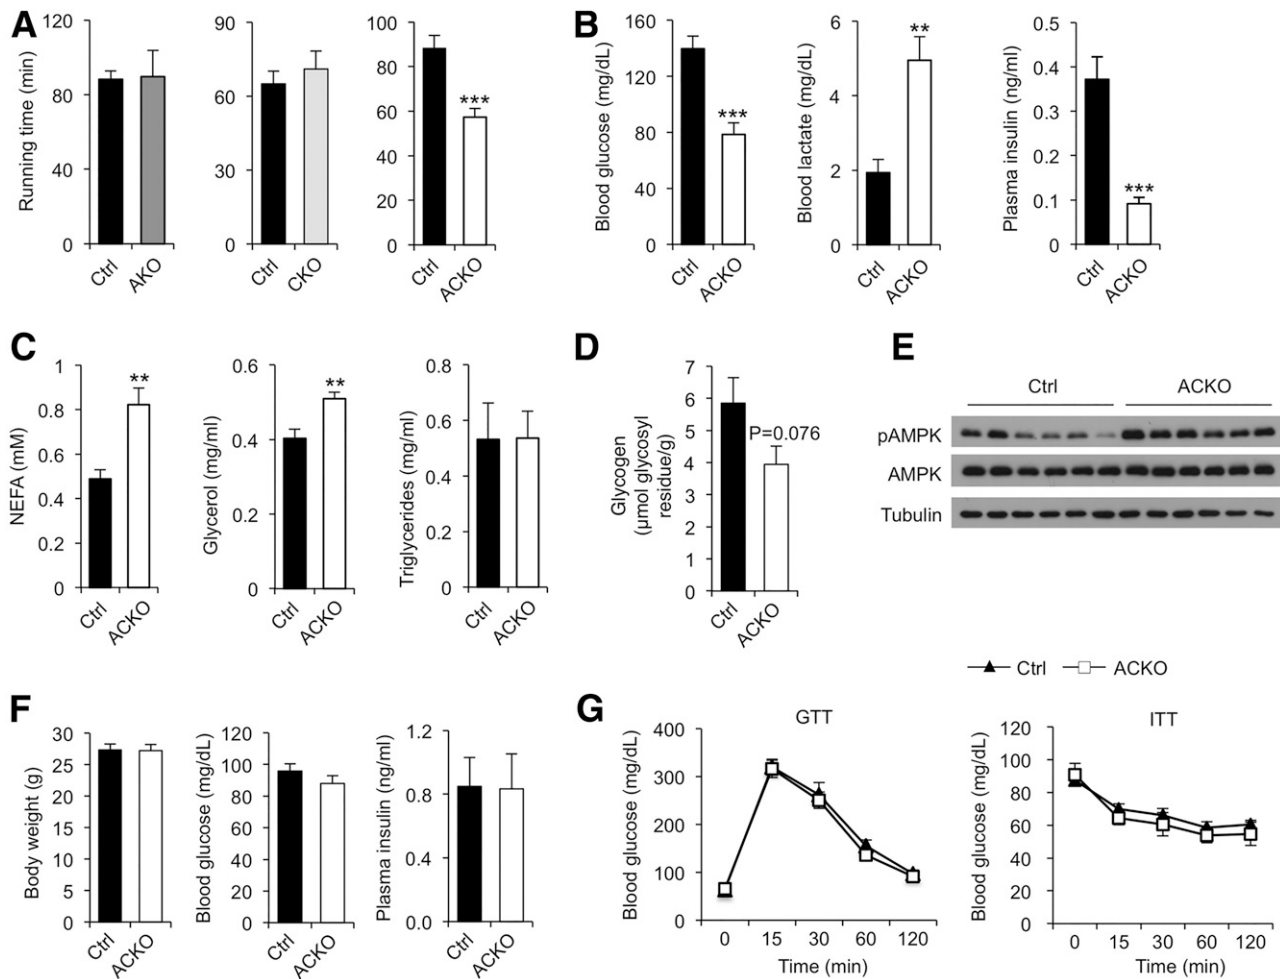 A
Running time (min)
120
80
40
0
Ctrl
AKO
90
60
30
0
Ctrl
CKO
100
80
60
40
20
0
***
Ctrl
ACKO
B
Blood glucose (mg/dL)
160
120
80
40
0
***
Ctrl
ACKO
Blood lactate (mg/dL)
6
4
2
0
**
Ctrl
ACKO
Plasma insulin (ng/ml)
0.5
0.4
0.3
0.2
0.1
0
***
Ctrl
ACKO
C
NEFA (mM)
1
0.8
0.6
0.4
0.2
0
**
Ctrl
ACKO
Glycerol (mg/ml)
0.6
0.4
0.2
0
**
Ctrl
ACKO
Triglycerides (mg/ml)
0.8
0.6
0.4
0.2
0
Ctrl
ACKO
D
Glycogen
(µmol glycosyl
residue/g)
7
6
5
4
3
2
1
0
P=0.076
Ctrl
ACKO
E
Ctrl
ACKO
pAMPK
AMPK
Tubulin
F
Body weight (g)
30
25
20
15
10
5
0
Ctrl
ACKO
Blood glucose (mg/dL)
120
100
80
60
40
20
0
Ctrl
ACKO
Plasma insulin (ng/ml)
1.2
0.8
0.4
0.0
Ctrl
ACKO
Ctrl
ACKO
G
GTT
Blood glucose (mg/dL)
400
300
200
100
0
0 15 30 60 120
Time (min)
ITT
Blood glucose (mg/dL)
120
100
80
60
40
20
0
0 15 30 60 120
Time (min)